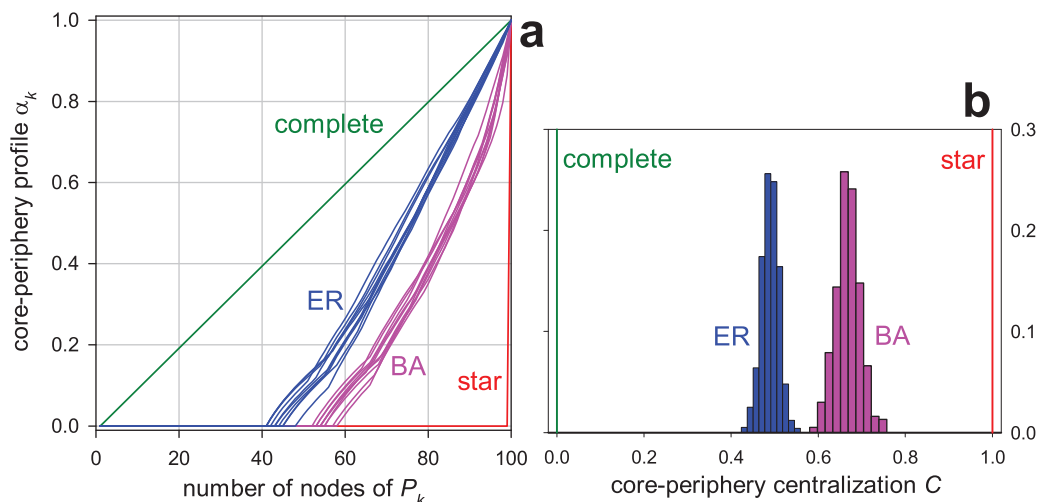 a
core-periphery profile αk
1.0
0.8
0.6
0.4
0.2
0.0
complete
ER
BA
star
0
20
40
60
80
100
number of nodes of Pk
b
complete
star
ER
BA
0.3
0.2
0.1
0.0
0.0
0.2
0.4
0.6
0.8
1.0
core-periphery centralization C